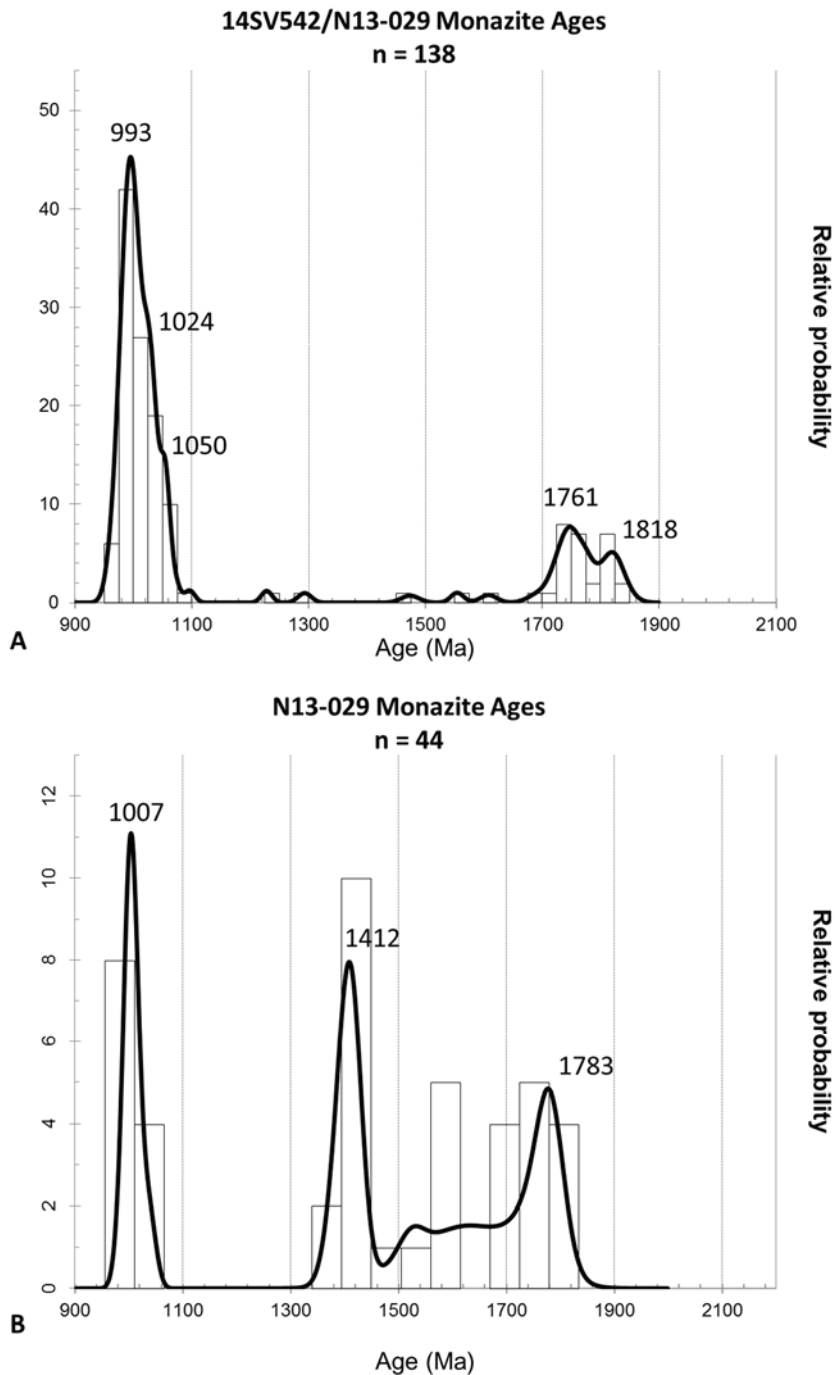 14SV542/N13-029 Monazite Ages
n = 138
50
40
30
20
10
0
993
1024
1050
1761
1818
900 1100 1300 1500 1700 1900 2100
Age (Ma)
Relative probability
A
N13-029 Monazite Ages
n = 44
12
10
8
6
4
2
0
1007
1412
1783
900 1100 1300 1500 1700 1900 2100
Age (Ma)
Relative probability
B